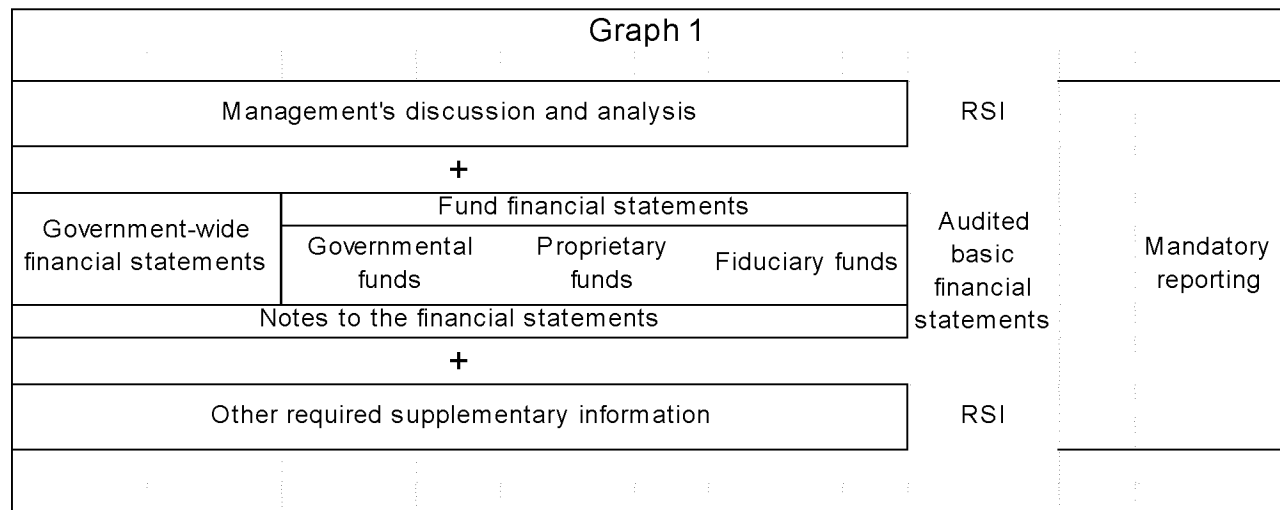 Graph 1
Management's discussion and analysis
RSI
+
Government-wide
financial statements
Fund financial statements
Governmental
funds
Proprietary
funds
Fiduciary funds
Notes to the financial statements
Audited
basic
financial
statements
Mandatory
reporting
+
Other required supplementary information
RSI